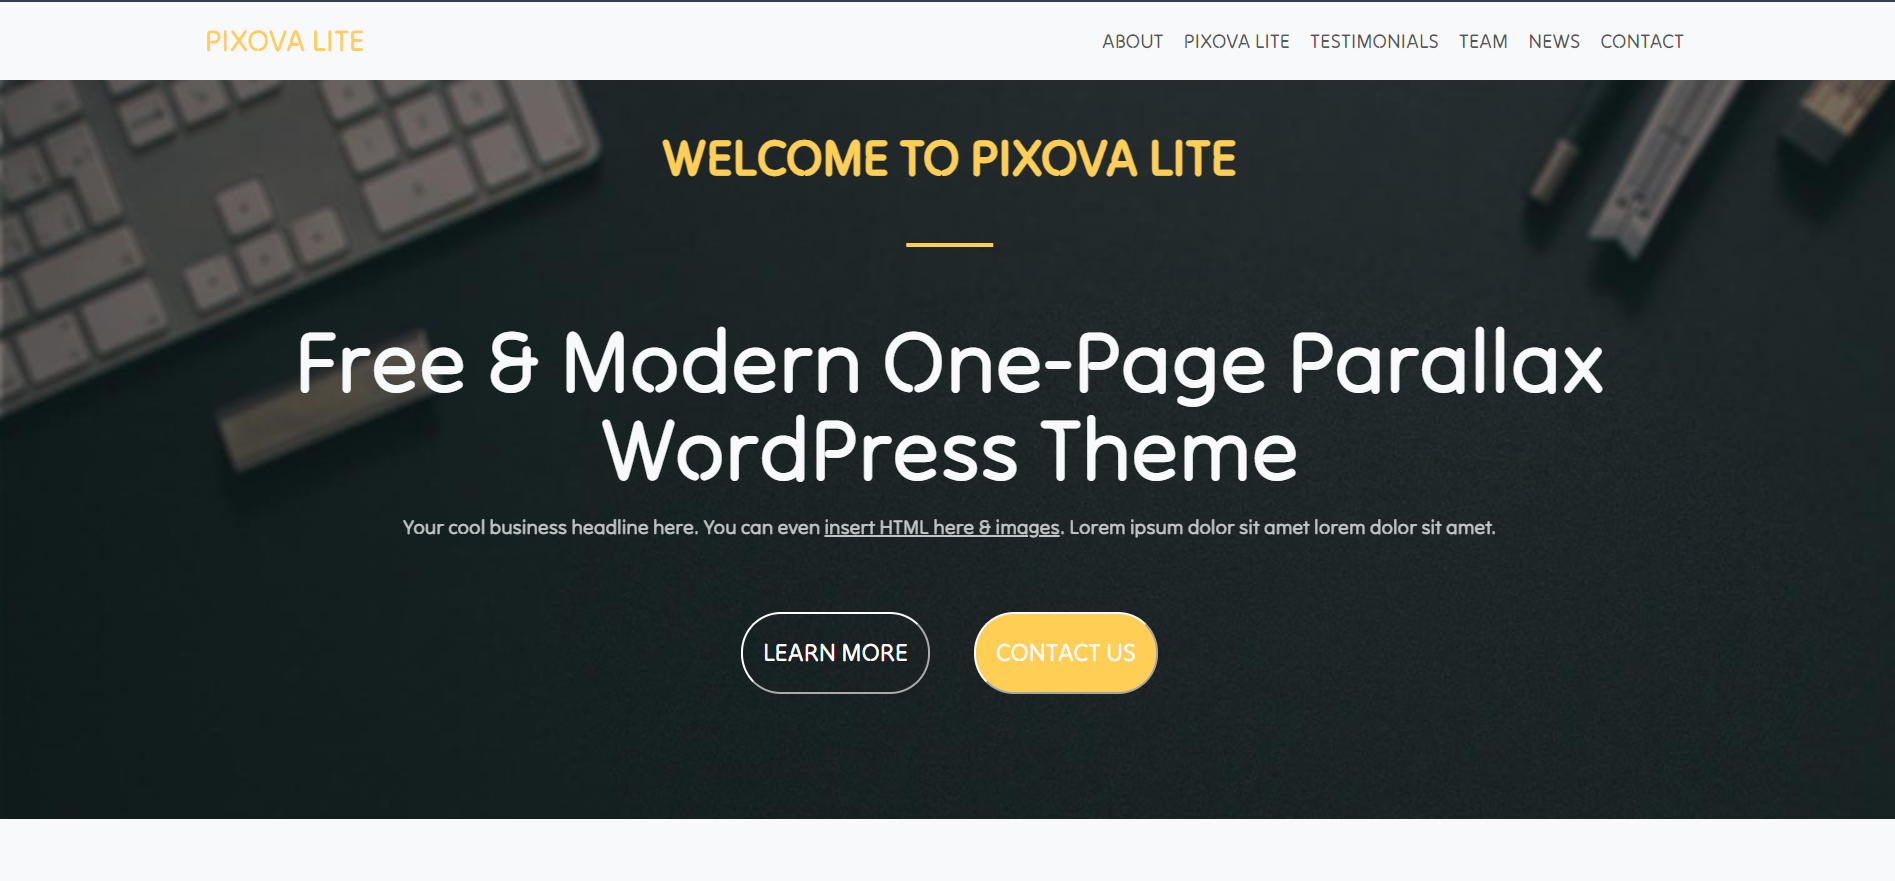 PIXOVA LITE
ABOUT PIXOVA LITE TESTIMONIALS TEAM NEWS CONTACT
WELCOME TO PIXOVA LITE
Free & Modern One-Page Parallax
WordPress Theme
Your cool business headline here. You can even insert HTML here & images. Lorem ipsum dolor sit amet lorem dolor sit amet.
LEARN MORE
CONTACT US